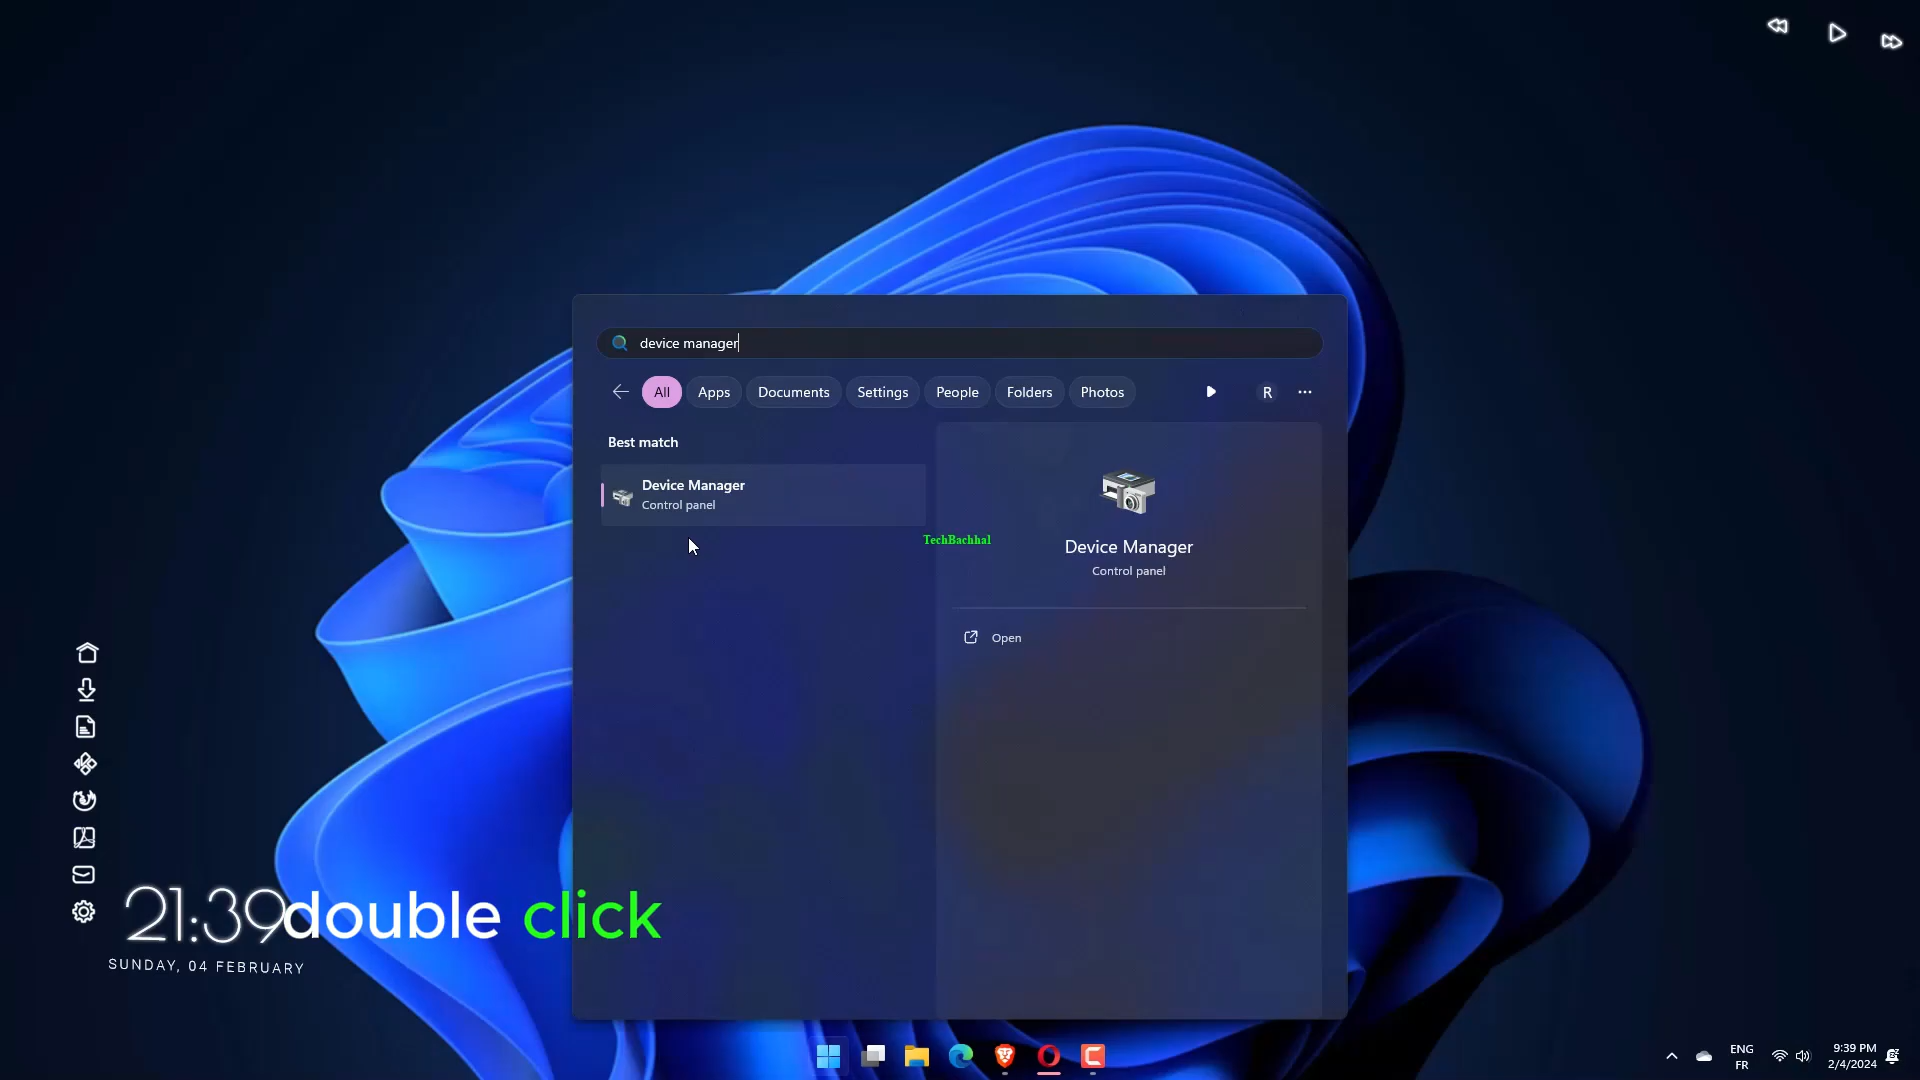 device manager
All
Apps
Documents
Settings
People
Folders
Photos
R
Best match
Device Manager
Control panel
TechBachhal
Device Manager
Control panel
Open
21:39
double click
SUNDAY, 04 FEBRUARY
ENG
FR
9:39 PM
2/4/2024